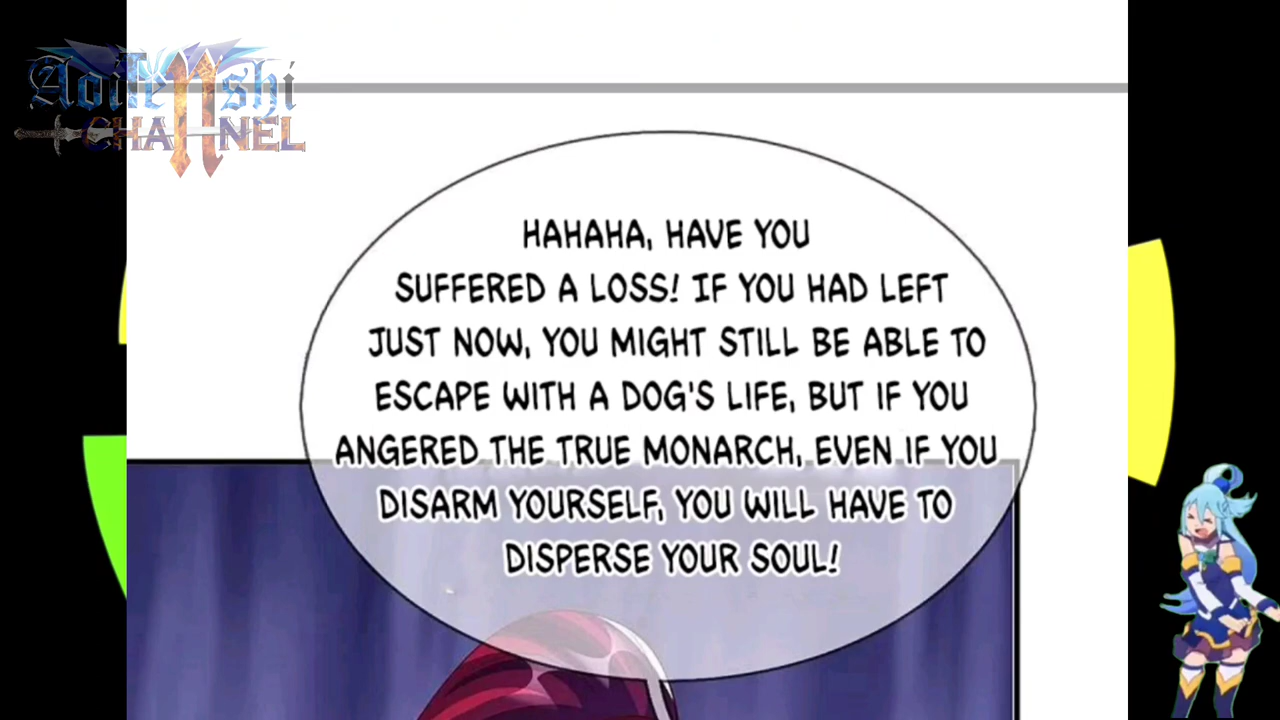 Aoitenshi
CHANNEL
HAHAHA, HAVE YOU
SUFFERED A LOSS! IF YOU HAD LEFT
JUST NOW, YOU MIGHT STILL BE ABLE TO
ESCAPE WITH A DOG'S LIFE, BUT IF YOU
ANGERED THE TRUE MONARCH, EVEN IF YOU
DISARM YOURSELF, YOU WILL HAVE TO
DISPERSE YOUR SOUL!